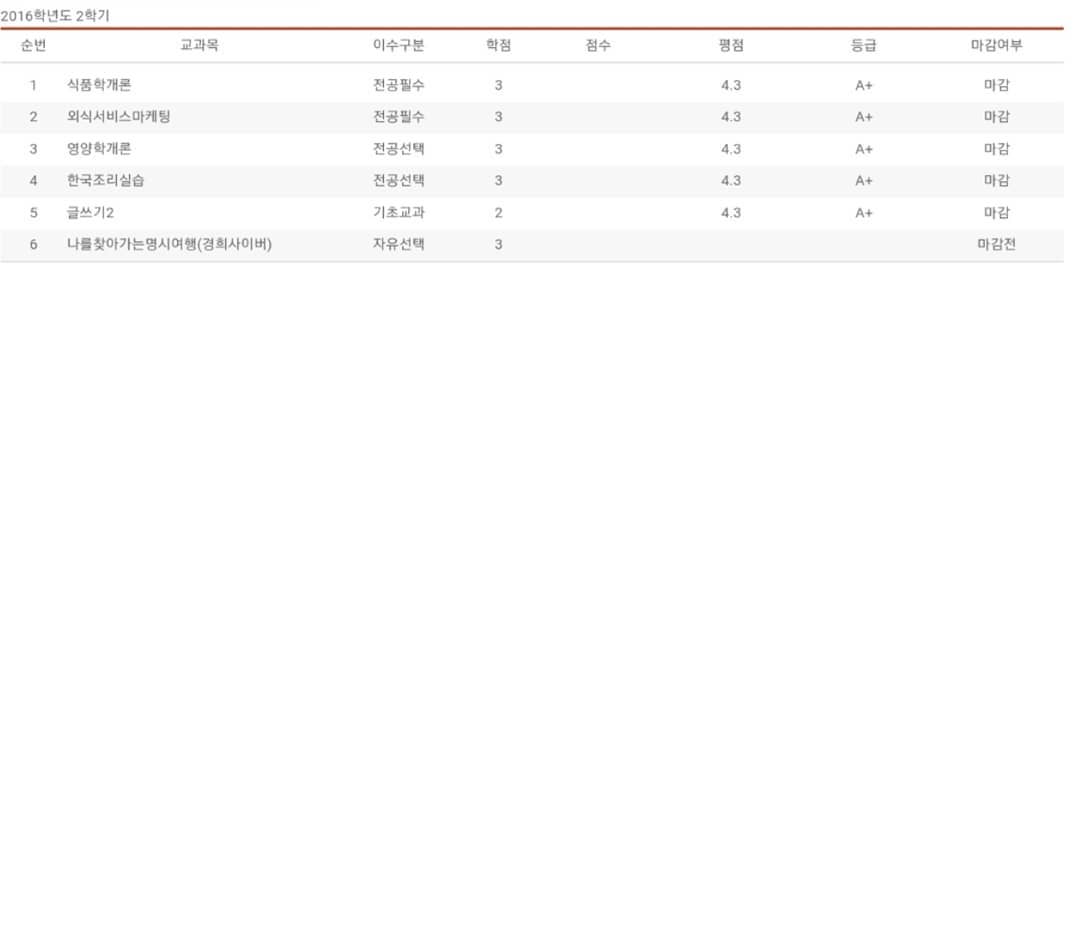 2016학년도 2학기
순번 교과목 이수구분 학점 점수 평점 등급 마감여부
1 식품학개론 전공필수 3 4.3 A+ 마감
2 외식서비스마케팅 전공필수 3 4.3 A+ 마감
3 영양학개론 전공선택 3 4.3 A+ 마감
4 한국조리실습 전공선택 3 4.3 A+ 마감
5 글쓰기2 기초교과 2 4.3 A+ 마감
6 나를찾아가는명시여행(경희사이버) 자유선택 3 마감전